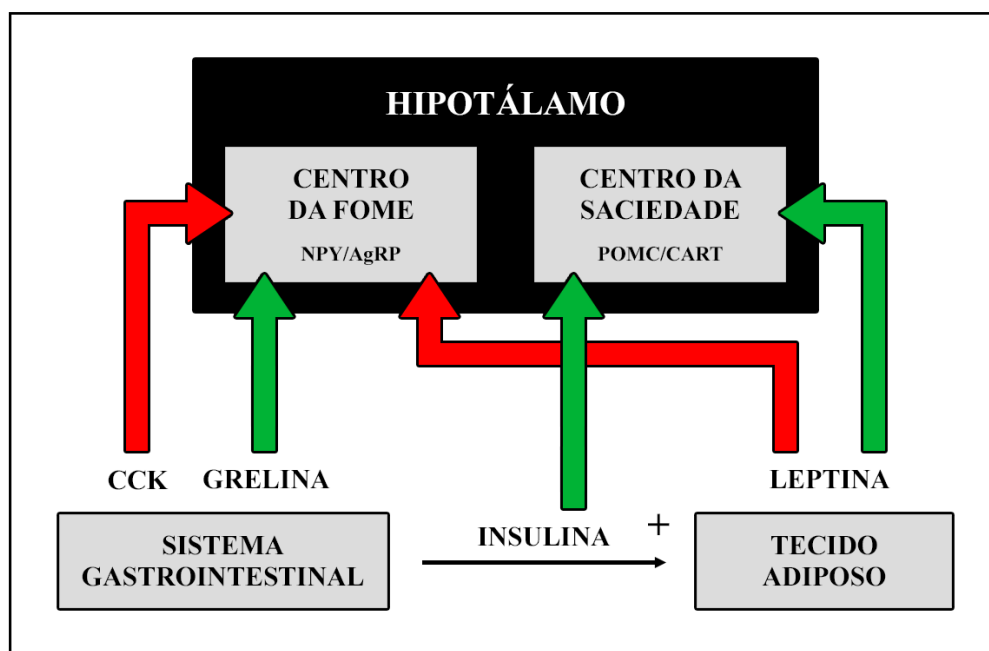 HIPOTÁLAMO
CENTRO
DA FOME
NPY/AgRP
CENTRO DA
SACIEDADE
POMC/CART
CCK
GRELINA
LEPTINA
SISTEMA
GASTROINTESTINAL
INSULINA
+
TECIDO
ADIPOSO